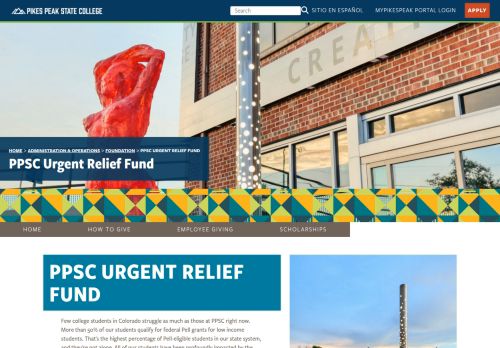 PIKES PEAK STATE COLLEGE
Search
SITIO EN ESPAÑOL
MYPIKESPEAK PORTAL LOGIN
APPLY
CREAT
HOME > ADMINISTRATION & OPERATIONS > FOUNDATION > PPSC URGENT RELIEF FUND
PPSC Urgent Relief Fund
HOME
HOW TO GIVE
EMPLOYEE GIVING
SCHOLARSHIPS
PPSC URGENT RELIEF
FUND
Few college students in Colorado struggle as much as those at PPSC right now.
More than 50% of our students qualify for federal Pell grants for low income
students. That's the highest percentage of Pell-eligible students in our state system,
and they're not alone. All of our students have been profoundly impacted by the